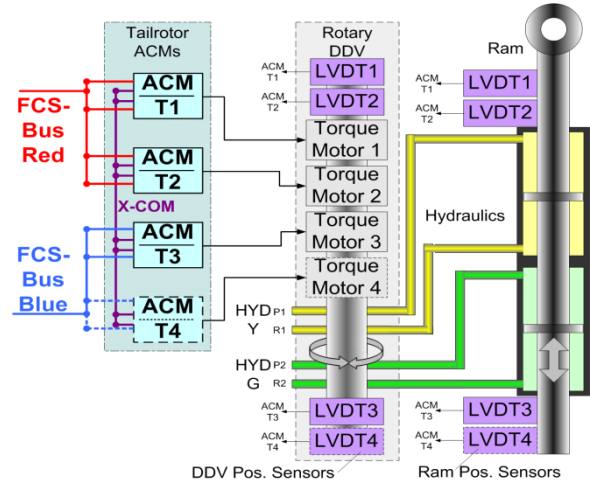 Tailrotor
ACMs
Rotary
DDV
Ram
FCS-
Bus
Red
ACM
T1
ACM
T2
X-COM
FCS-
Bus
Blue
ACM
T3
ACM
T4
ACM
T1
LVDT1
ACM
T2
LVDT2
Torque
Motor 1
Torque
Motor 2
Torque
Motor 3
Torque
Motor 4
HYD P1
Y R1
HYD P2
G R2
ACM
T3
LVDT3
ACM
T4
LVDT4
DDV Pos. Sensors
ACM
T1
LVDT1
ACM
T2
LVDT2
Hydraulics
ACM
T3
LVDT3
ACM
T4
LVDT4
Ram Pos. Sensors